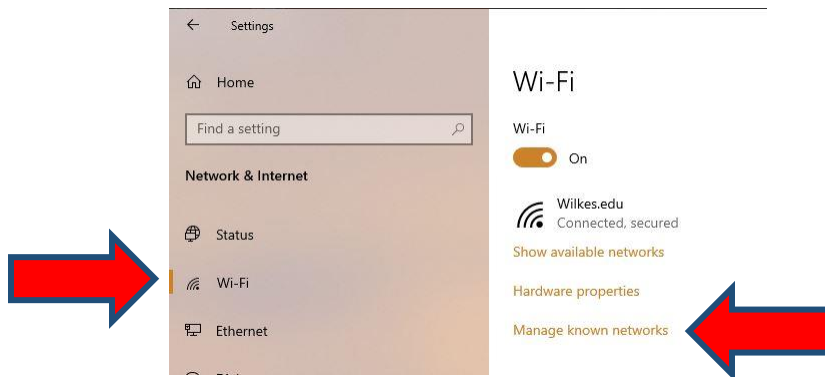 Settings
Home
Find a setting
Network & Internet
Status
Wi-Fi
Ethernet
Wi-Fi
Wi-Fi
On
Wilkes.edu
Connected, secured
Show available networks
Hardware properties
Manage known networks